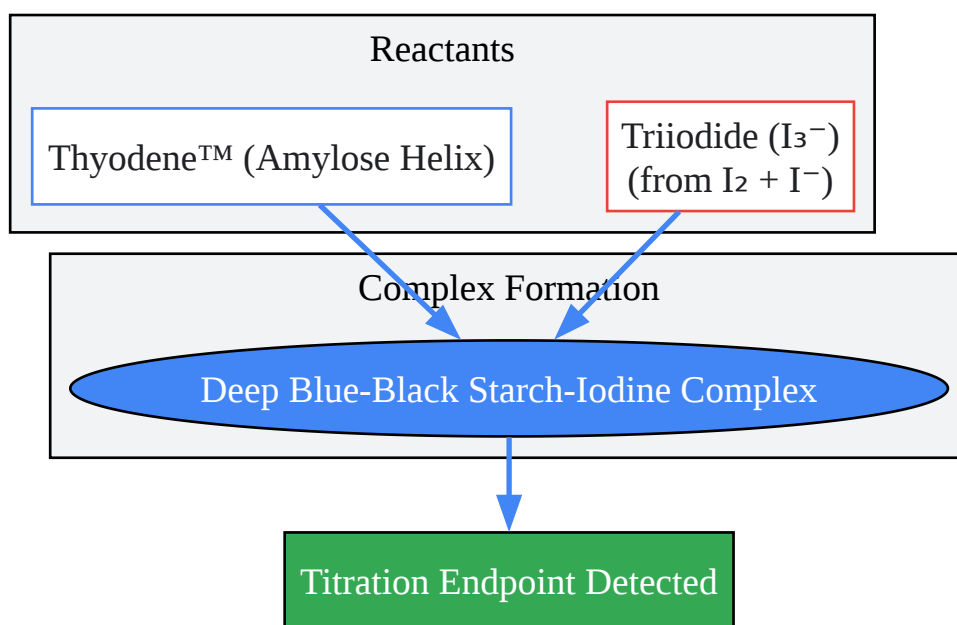 Reactants
Thyodene™ (Amylose Helix)
Triiodide (I₃⁻)
(from I₂ + I⁻)
Complex Formation
Deep Blue-Black Starch-Iodine Complex
Titration Endpoint Detected